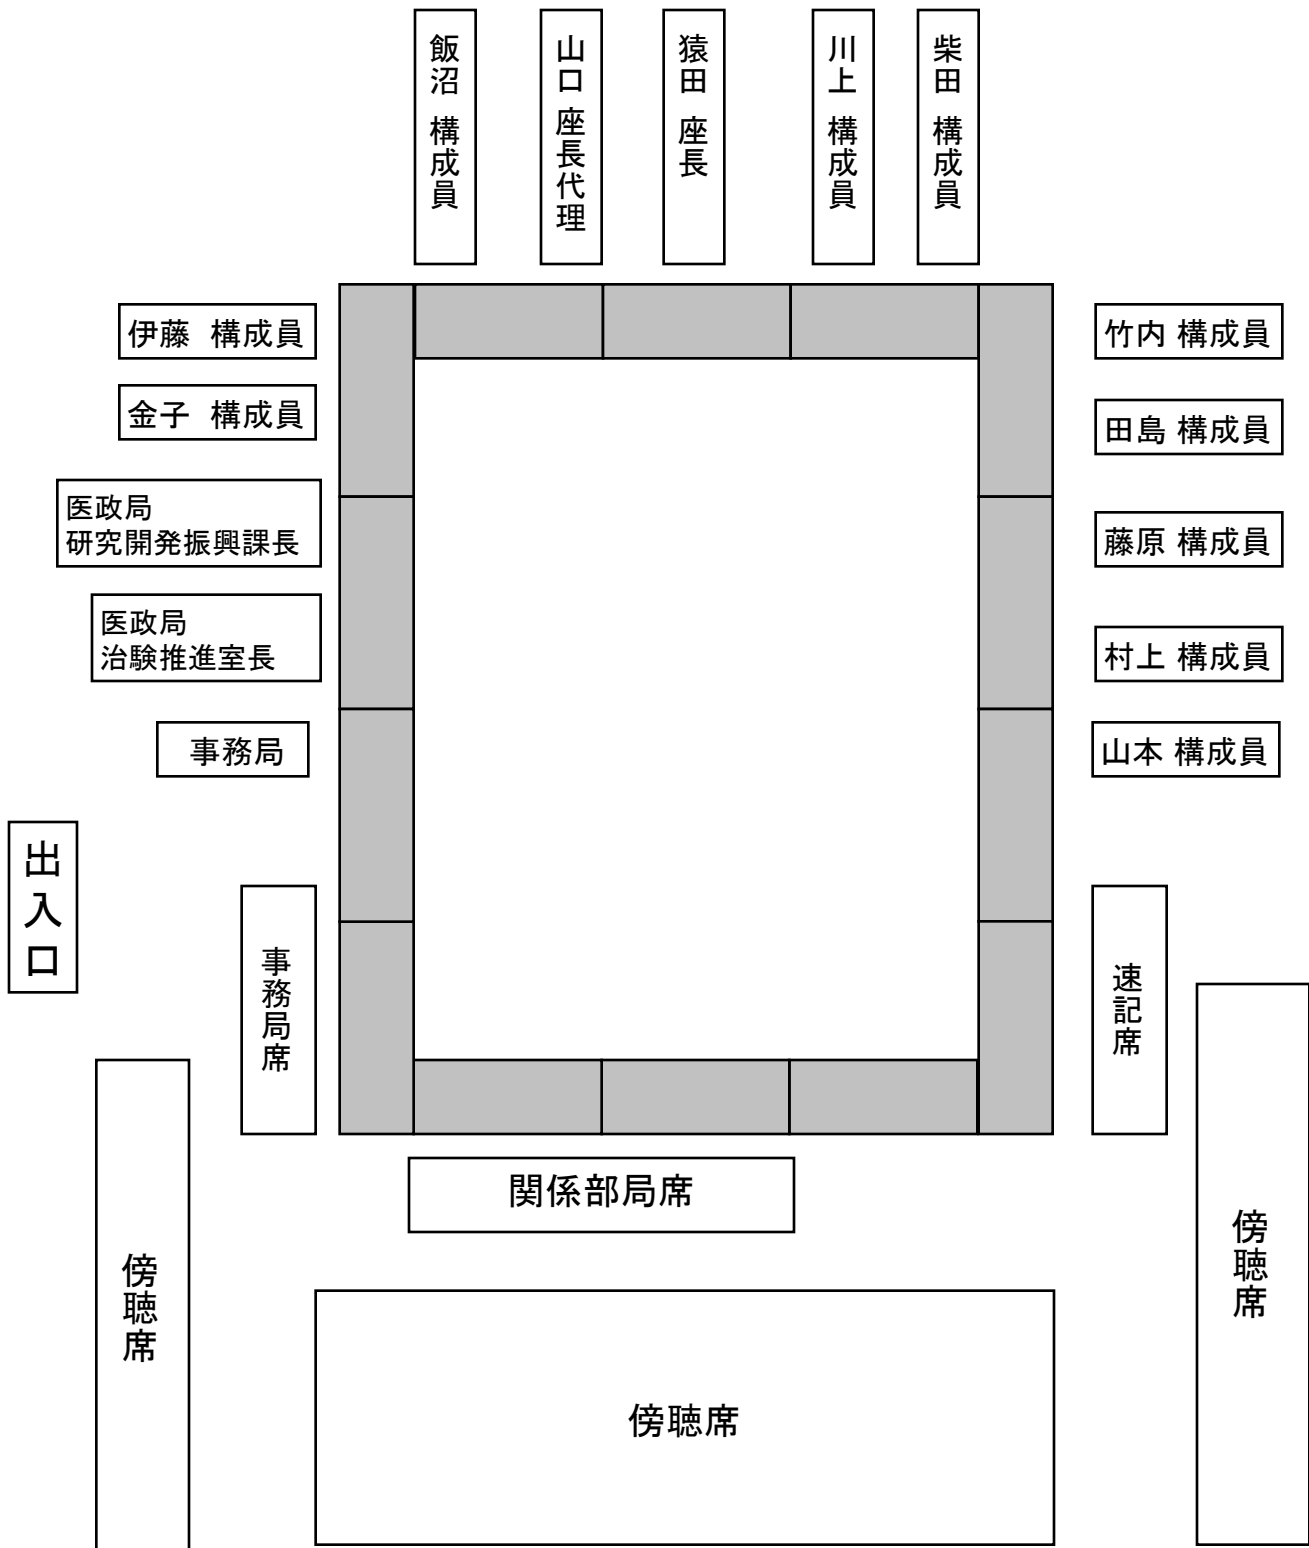 飯沼 構成員
山口 座長代理
猿田 座長
川上 構成員
柴田 構成員
伊藤 構成員
金子 構成員
医政局
研究開発振興課長
医政局
治験推進室長
事務局
竹内 構成員
田島 構成員
藤原 構成員
村上 構成員
山本 構成員
出入口
事務局席
速記席
関係部局席
傍聴席
傍聴席
傍聴席